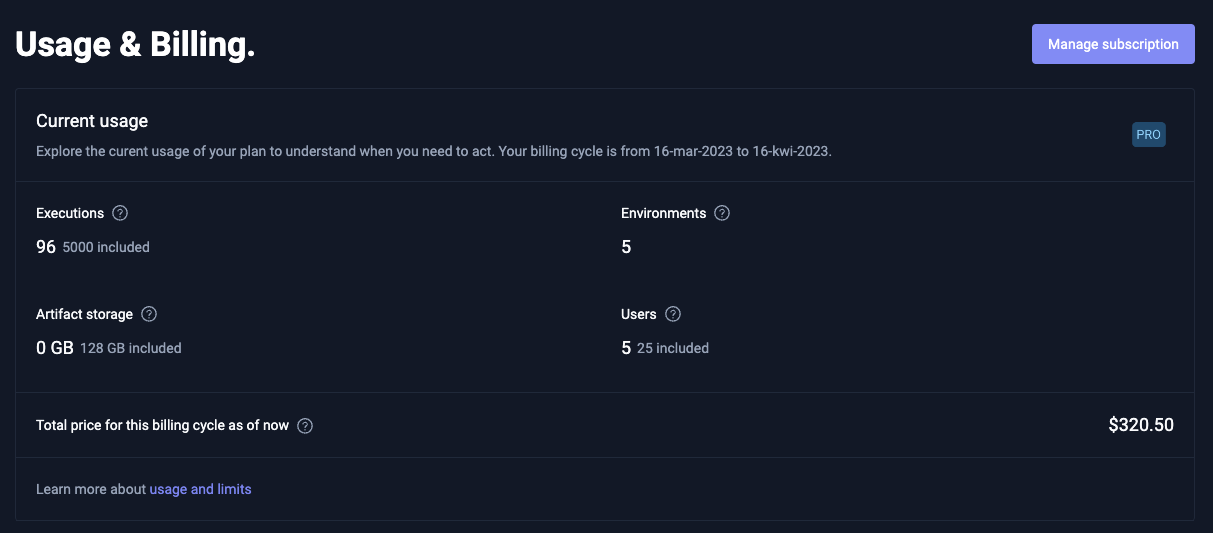 Usage & Billing.
Manage subscription
Current usage
PRO
Explore the curent usage of your plan to understand when you need to act. Your billing cycle is from 16-mar-2023 to 16-kwi-2023.
Executions ?
Environments ?
96 5000 included
5
Artifact storage ?
Users ?
0 GB 128 GB included
5 25 included
Total price for this billing cycle as of now ?
$320.50
Learn more about usage and limits